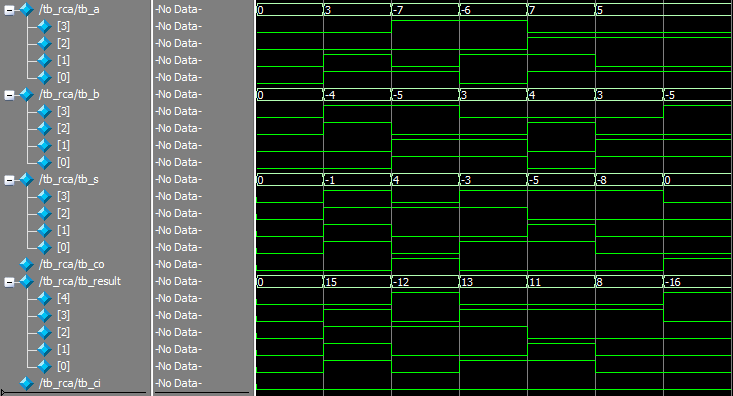 /tb_rca/tb_a -No Data- 0 3 -7 -6 7 5
[3] -No Data-
[2] -No Data-
[1] -No Data-
[0] -No Data-
/tb_rca/tb_b -No Data- 0 -4 -5 3 4 3 -5
[3] -No Data-
[2] -No Data-
[1] -No Data-
[0] -No Data-
/tb_rca/tb_s -No Data- 0 -1 4 -3 -5 -8 0
[3] -No Data-
[2] -No Data-
[1] -No Data-
[0] -No Data-
/tb_rca/tb_co -No Data-
/tb_rca/tb_result -No Data- 0 15 -12 13 11 8 -16
[4] -No Data-
[3] -No Data-
[2] -No Data-
[1] -No Data-
[0] -No Data-
/tb_rca/tb_ci -No Data-